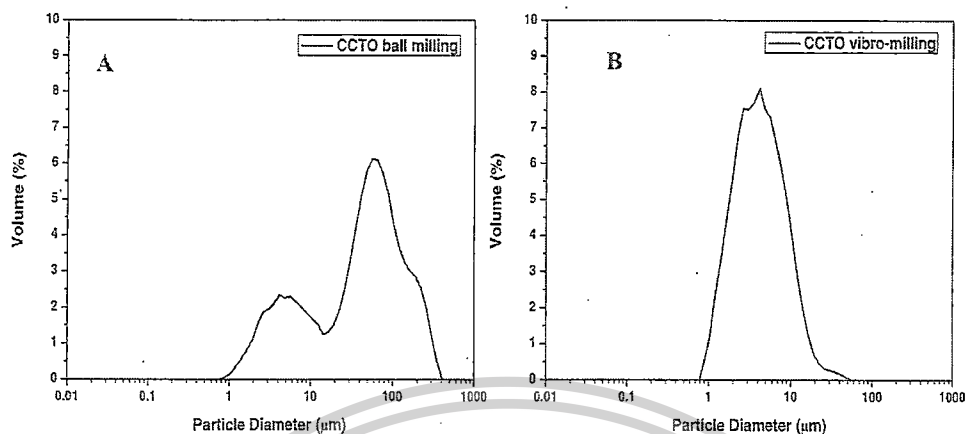 10
9
8
7
6
5
4
3
2
1
0
Volume (%)
A
CCTO ball milling
0.01 0.1 1 10 100 1000
Particle Diameter (μm)
10
9
8
7
6
5
4
3
2
1
0
Volume (%)
B
CCTO vibro-milling
0.01 0.1 1 10 100 1000
Particle Diameter (μm)